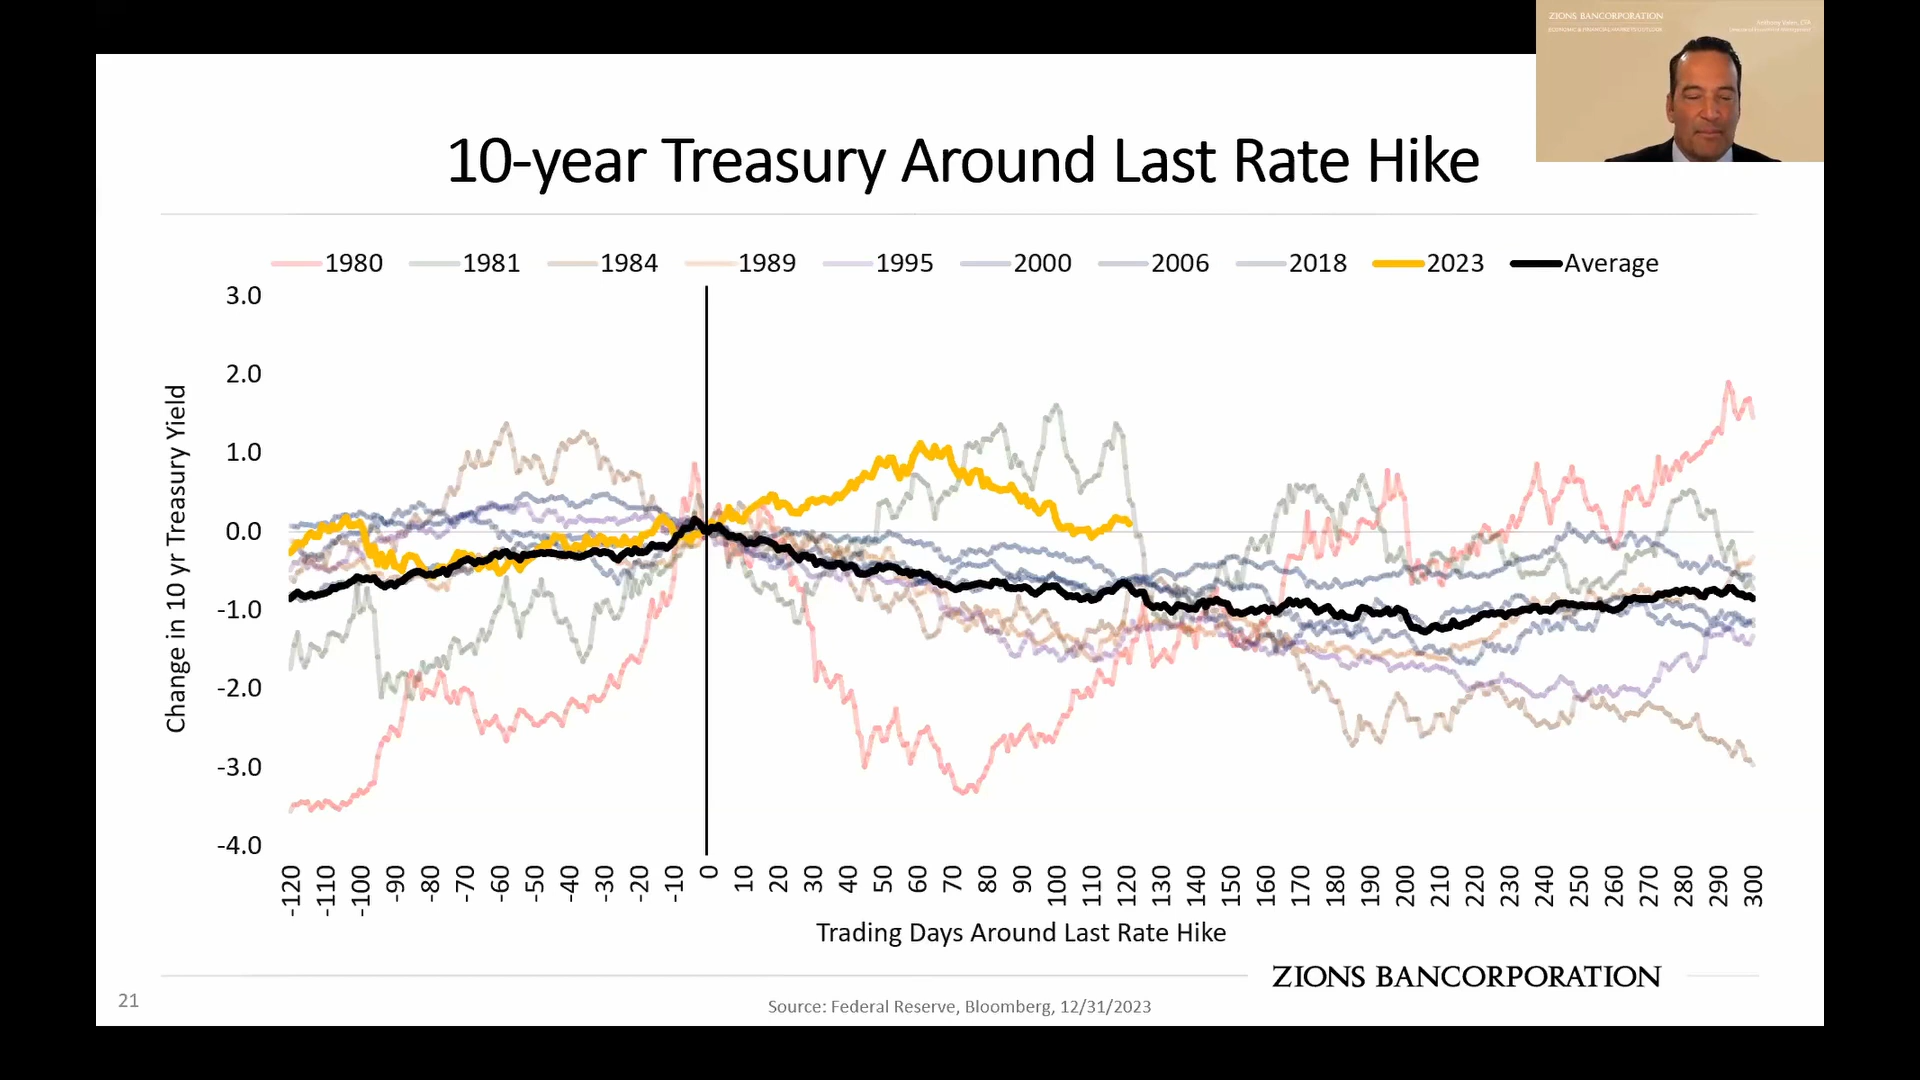 ZIONS BANCORPORATION
ECONOMIC & FINANCIAL MARKETS OUTLOOK
10-year Treasury Around Last Rate Hike
1980 1981 1984 1989 1995 2000 2006 2018 2023 Average
3.0
2.0
1.0
0.0
-1.0
-2.0
-3.0
-4.0
Change in 10 yr Treasury Yield
-120 -110 -100 -90 -80 -70 -60 -50 -40 -30 -20 -10 0 10 20 30 40 50 60 70 80 90 100 110 120 130 140 150 160 170 180 190 200 210 220 230 240 250 260 270 280 290 300
Trading Days Around Last Rate Hike
ZIONS BANCORPORATION
21
Source: Federal Reserve, Bloomberg, 12/31/2023